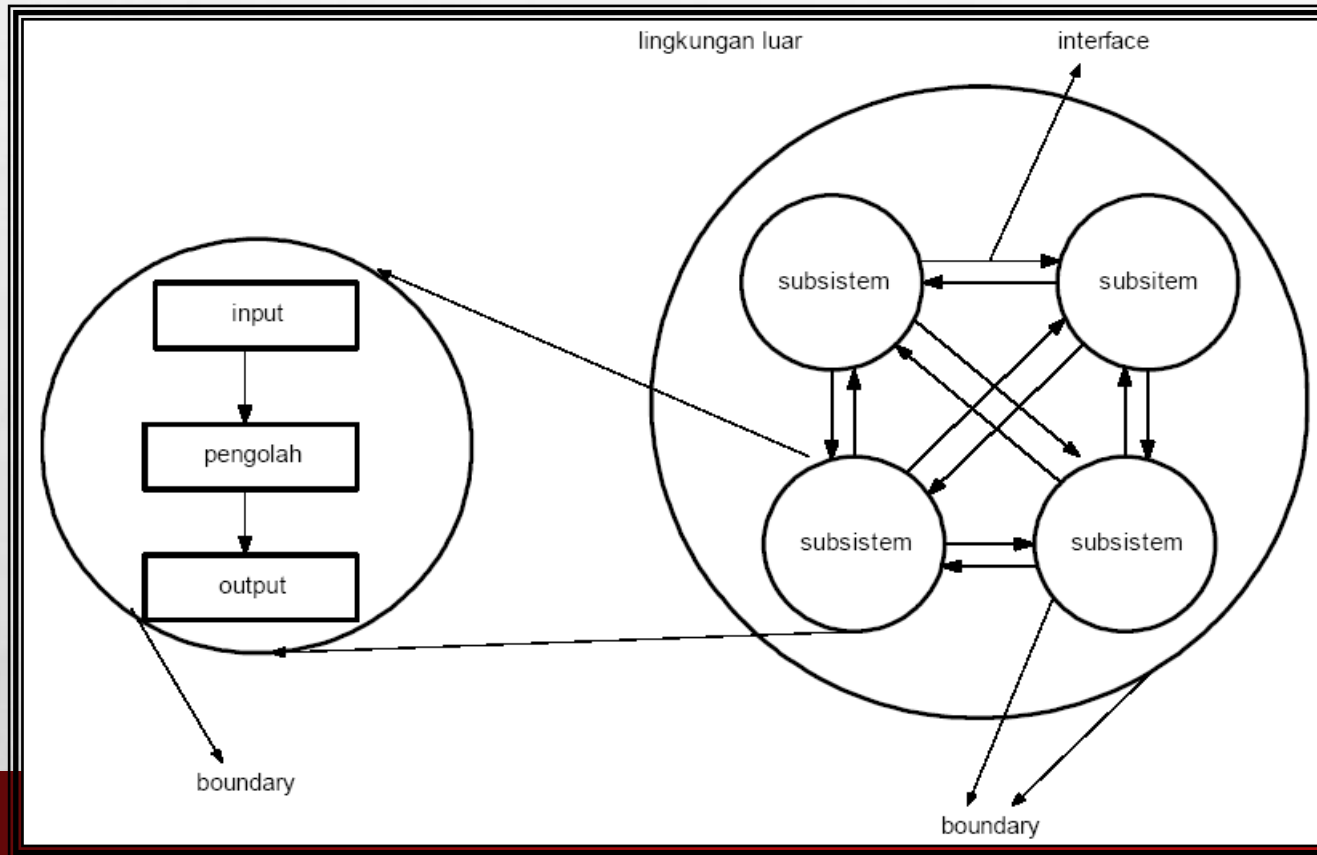 lingkungan luar
interface
subsistem
subsitem
input
pengolah
subsistem
subsistem
output
boundary
boundary